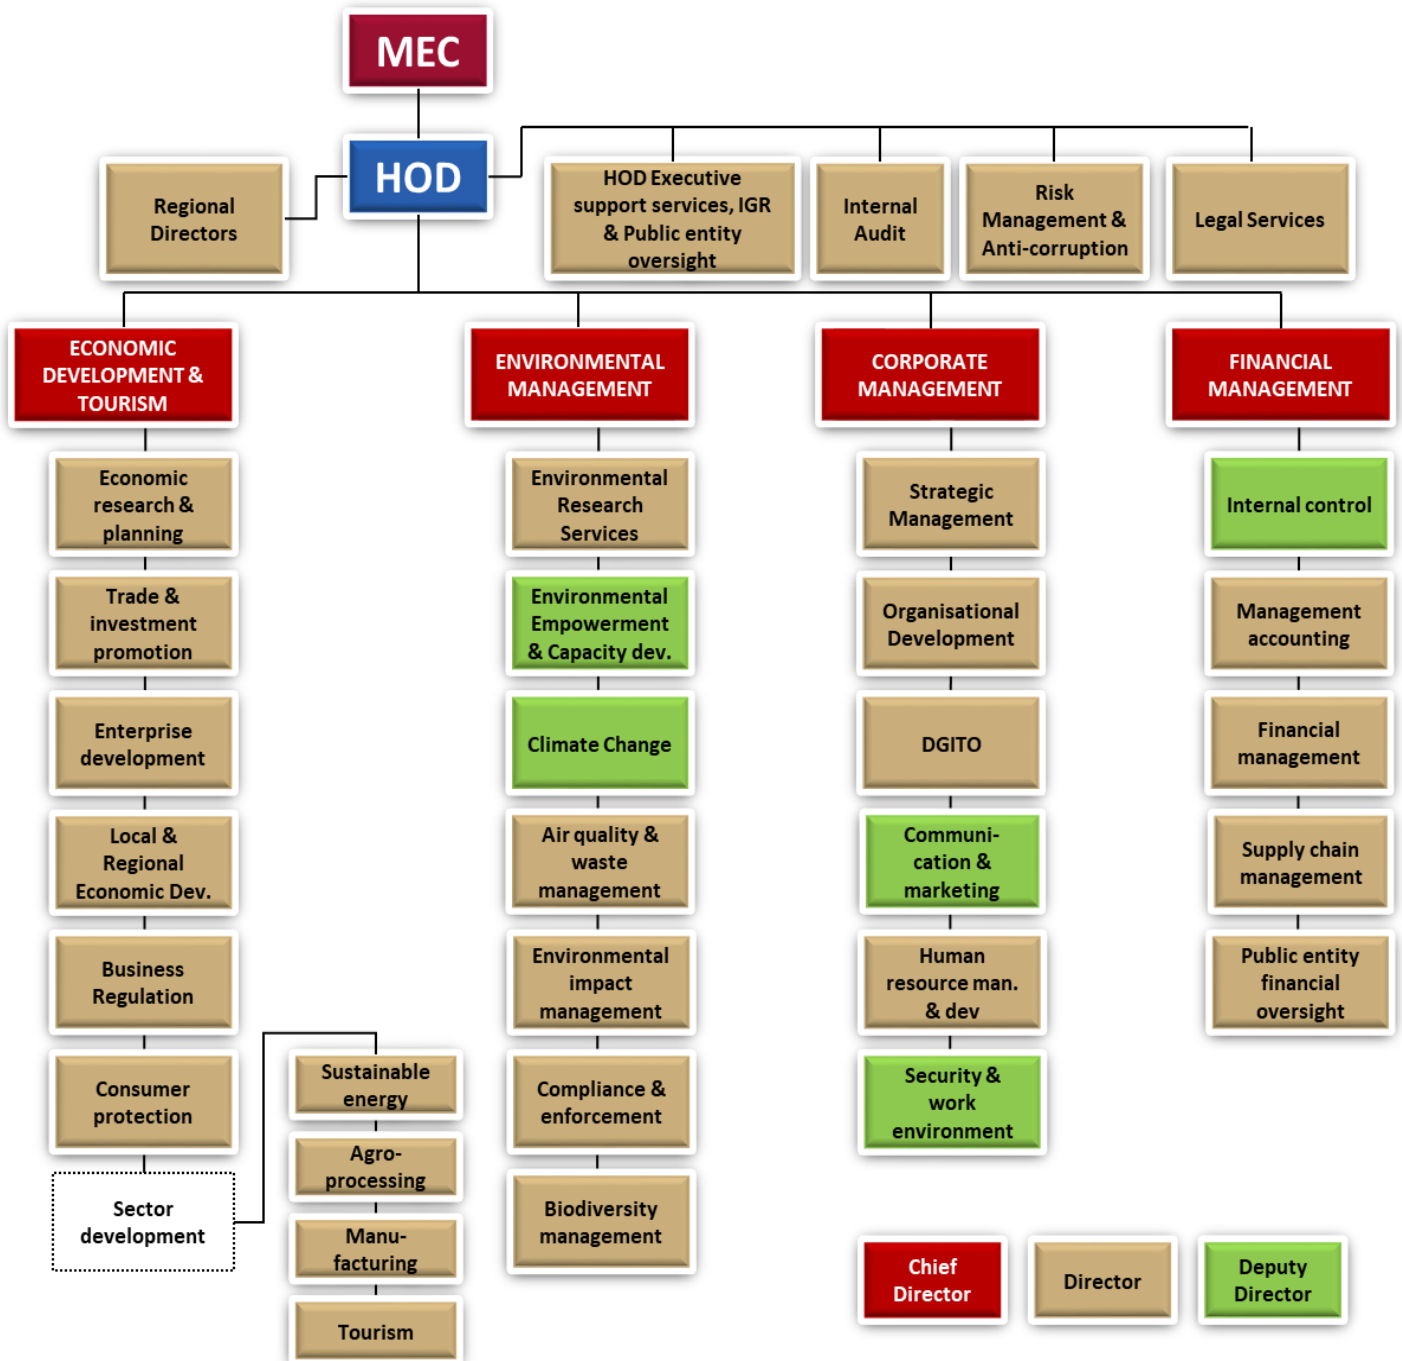 MEC
HOD
Regional
Directors
HOD Executive
support services, IGR
& Public entity
oversight
Internal
Audit
Risk
Management &
Anti-corruption
Legal Services
ECONOMIC
DEVELOPMENT &
TOURISM
Economic
research &
planning
Trade &
investment
promotion
Enterprise
development
Local &
Regional
Economic Dev.
Business
Regulation
Consumer
protection
Sector
development
Sustainable
energy
Agro-
processing
Manu-
facturing
Tourism
ENVIRONMENTAL
MANAGEMENT
Environmental
Research
Services
Environmental
Empowerment
& Capacity dev.
Climate Change
Air quality &
waste
management
Environmental
impact
management
Compliance &
enforcement
Biodiversity
management
CORPORATE
MANAGEMENT
Strategic
Management
Organisational
Development
DGITO
Communi-
cation &
marketing
Human
resource man.
& dev
Security &
work
environment
FINANCIAL
MANAGEMENT
Internal control
Management
accounting
Financial
management
Supply chain
management
Public entity
financial
oversight
Chief
Director
Director
Deputy
Director